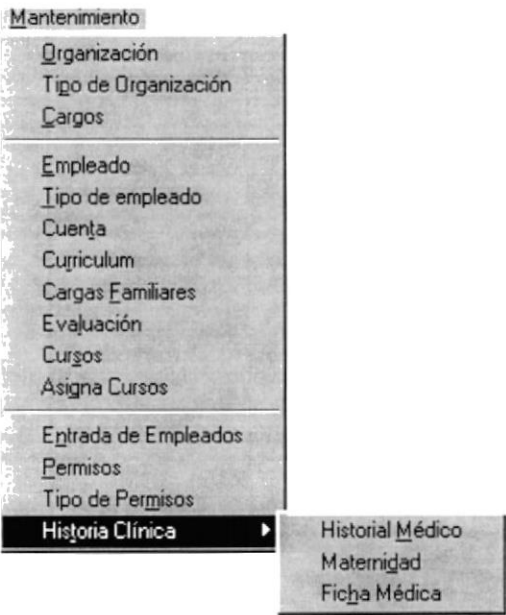 Mantenimiento
Organización
Tipo de Organización
Cargos
Empleado
Tipo de empleado
Cuenta
Curriculum
Cargas Familiares
Evaluación
Cursos
Asigna Cursos
Entrada de Empleados
Permisos
Tipo de Permisos
Historia Clínica
Historial Médico
Maternidad
Ficha Médica